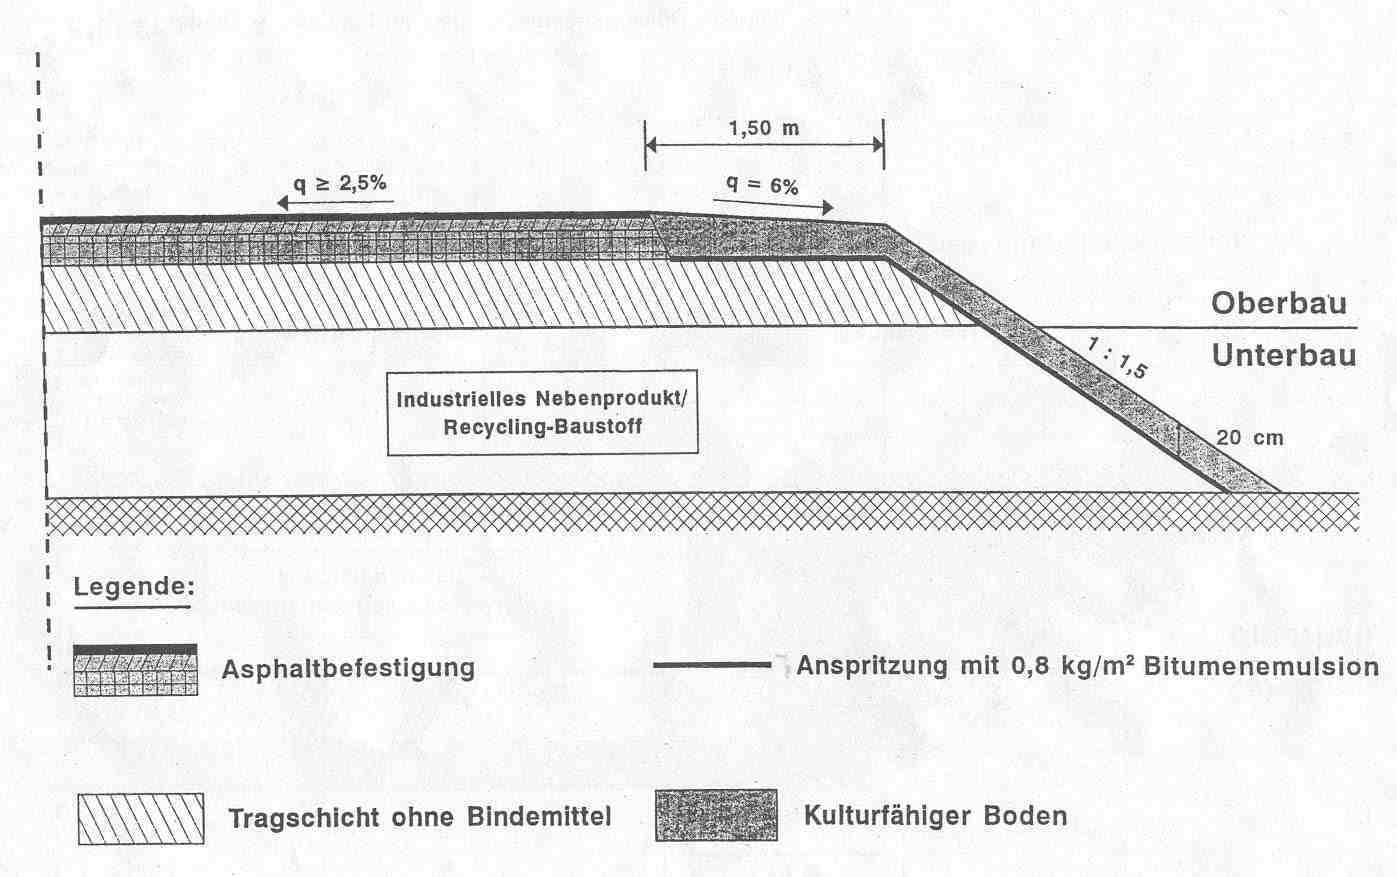 1,50 m
q ≥ 2,5%
q = 6%
Oberbau
Unterbau
1 : 1,5
Industrielles Nebenprodukt/
Recycling-Baustoff
20 cm
Legende:
Asphaltbefestigung
Anspritzung mit 0,8 kg/m² Bitumenemulsion
Tragschicht ohne Bindemittel
Kulturfähiger Boden